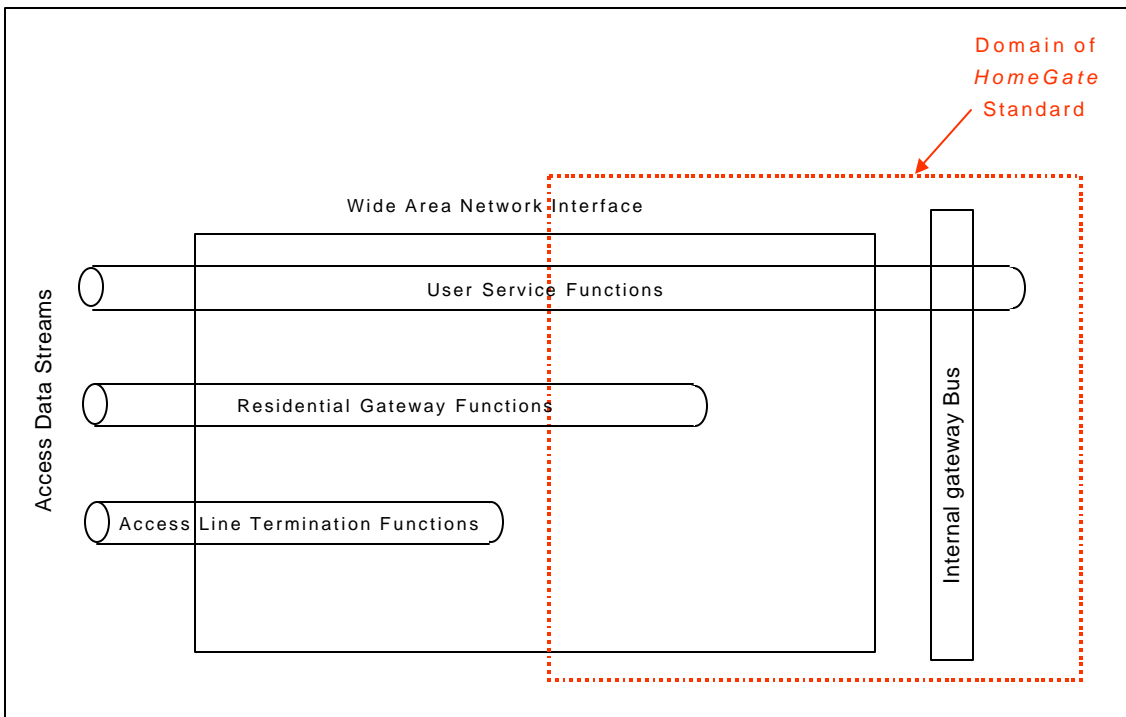 Domain of
HomeGate
Standard
Wide Area Network Interface
User Service Functions
Access Data Streams
Residential Gateway Functions
Access Line Termination Functions
Internal gateway Bus